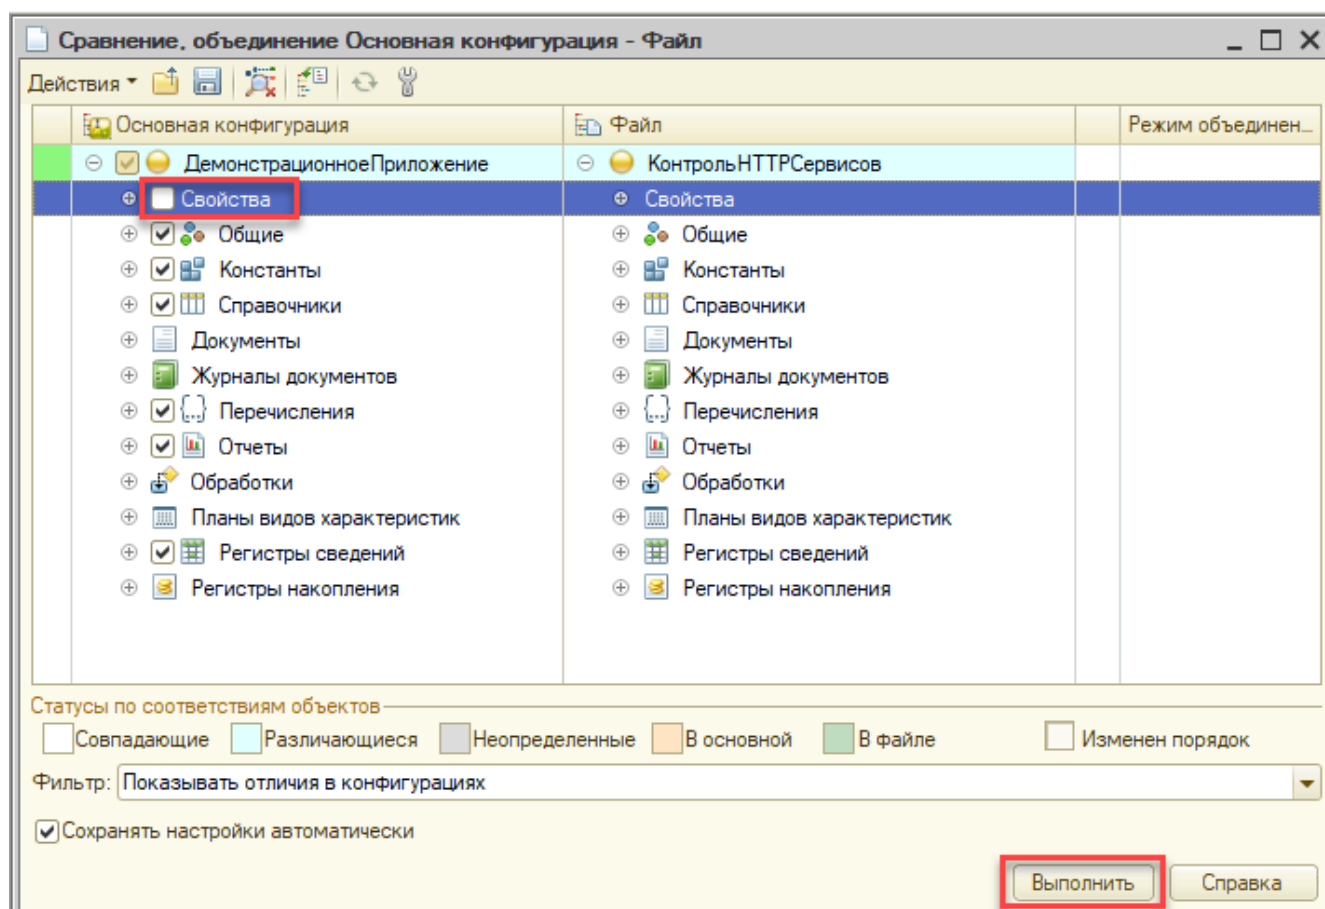 Сравнение, объединение Основная конфигурация - Файл
Действия
Основная конфигурация Файл Режим объединен...
ДемонстрационноеПриложение КонтрольHTTPСервисов
Свойства Свойства
Общие Общие
Константы Константы
Справочники Справочники
Документы Документы
Журналы документов Журналы документов
Перечисления Перечисления
Отчеты Отчеты
Обработки Обработки
Планы видов характеристик Планы видов характеристик
Регистры сведений Регистры сведений
Регистры накопления Регистры накопления
Статусы по соответствиям объектов
Совпадающие Различающиеся Неопределенные В основной В файле Изменен порядок
Фильтр: Показывать отличия в конфигурациях
Сохранять настройки автоматически
Выполнить Справка